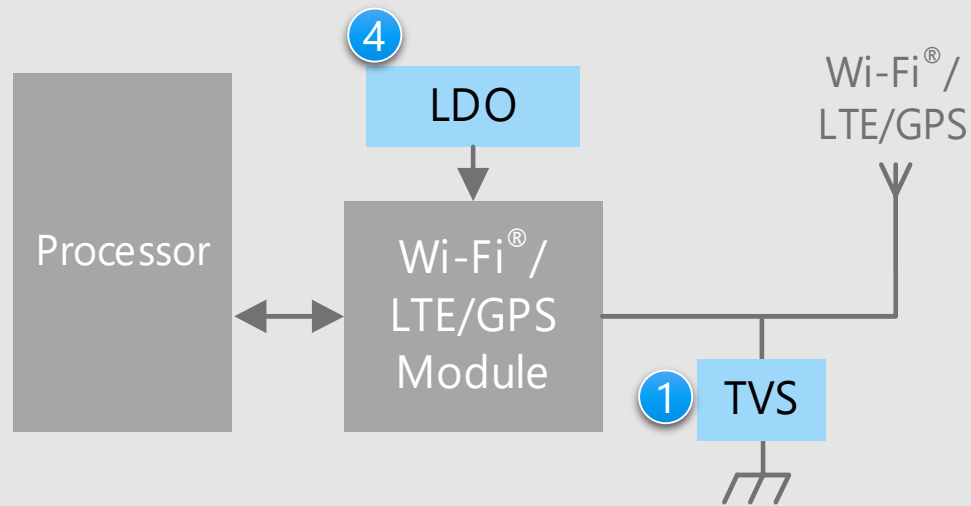 4
LDO
Wi-Fi®/
LTE/GPS
Processor
Wi-Fi®/
LTE/GPS
Module
1
TVS